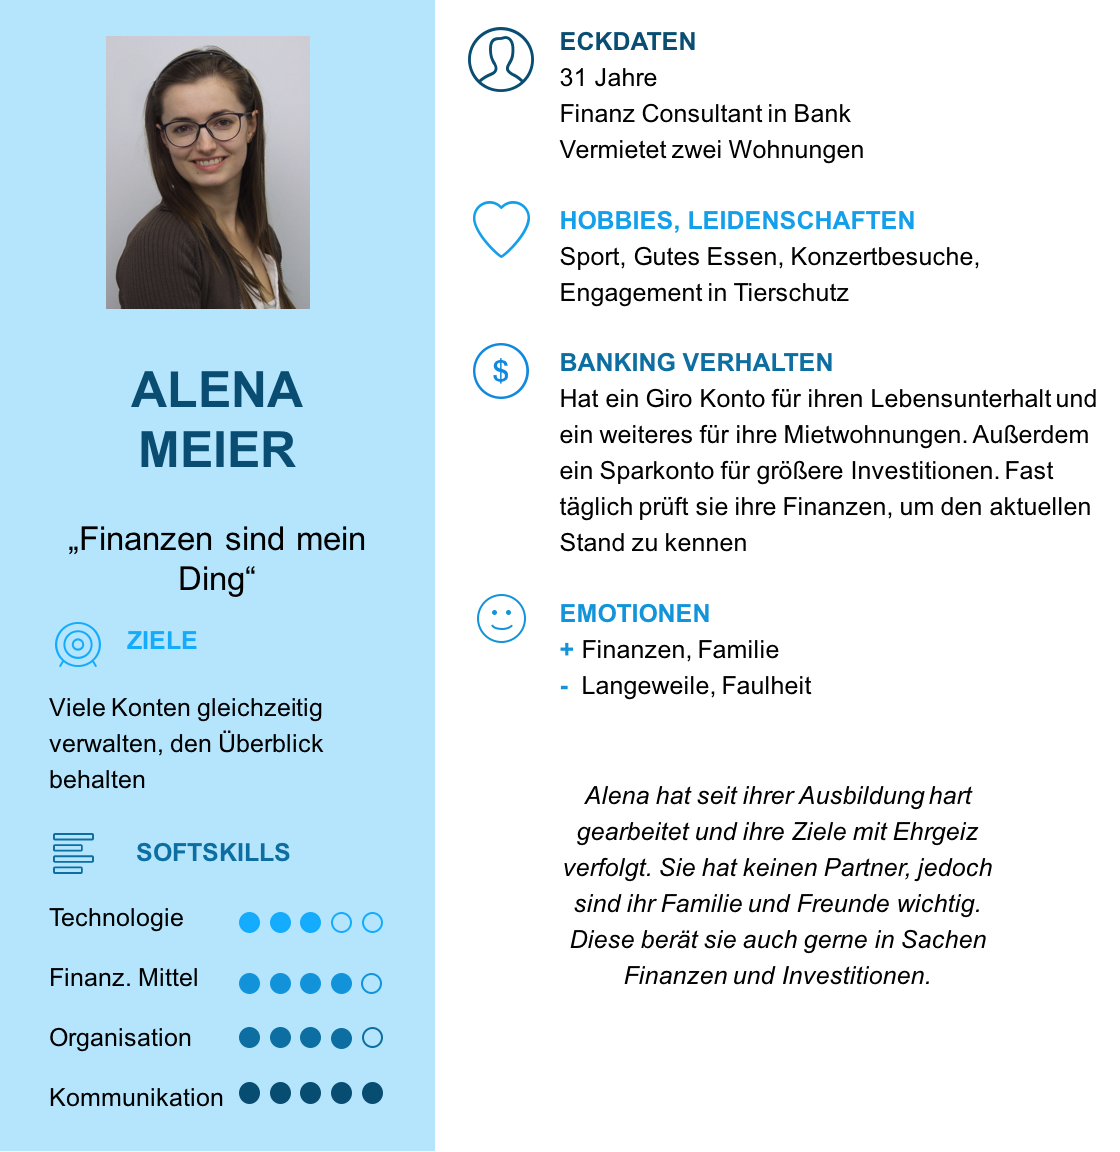 ALENA
MEIER
„Finanzen sind mein
Ding“
ZIELE
Viele Konten gleichzeitig
verwalten, den Überblick
behalten
SOFTSKILLS
Technologie
Finanz. Mittel
Organisation
Kommunikation
ECKDATEN
31 Jahre
Finanz Consultant in Bank
Vermietet zwei Wohnungen
HOBBIES, LEIDENSCHAFTEN
Sport, Gutes Essen, Konzertbesuche,
Engagement in Tierschutz
$
BANKING VERHALTEN
Hat ein Giro Konto für ihren Lebensunterhalt und
ein weiteres für ihre Mietwohnungen. Außerdem
ein Sparkonto für größere Investitionen. Fast
täglich prüft sie ihre Finanzen, um den aktuellen
Stand zu kennen
EMOTIONEN
+ Finanzen, Familie
- Langeweile, Faulheit
Alena hat seit ihrer Ausbildung hart
gearbeitet und ihre Ziele mit Ehrgeiz
verfolgt. Sie hat keinen Partner, jedoch
sind ihr Familie und Freunde wichtig.
Diese berät sie auch gerne in Sachen
Finanzen und Investitionen.